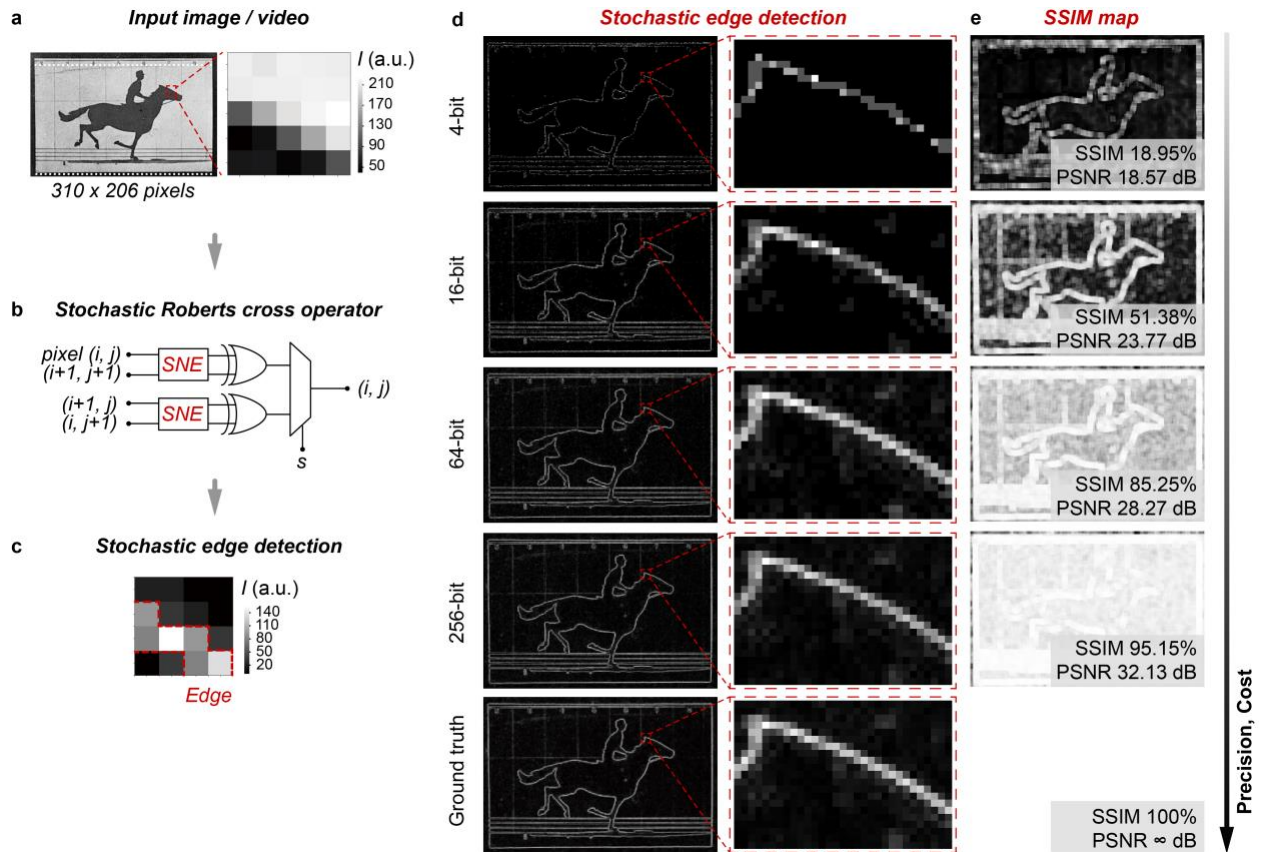 a
Input image / video
I (a.u.)
210
170
130
90
50
310 x 206 pixels
b
Stochastic Roberts cross operator
pixel (i, j)
(i+1, j+1)
SNE
(i+1, j)
(i, j+1)
SNE
(i, j)
s
c
Stochastic edge detection
I (a.u.)
140
110
80
50
20
Edge
d
Stochastic edge detection
4-bit
16-bit
64-bit
256-bit
Ground truth
e
SSIM map
SSIM 18.95%
PSNR 18.57 dB
SSIM 51.38%
PSNR 23.77 dB
SSIM 85.25%
PSNR 28.27 dB
SSIM 95.15%
PSNR 32.13 dB
SSIM 100%
PSNR ∞ dB
Precision, Cost